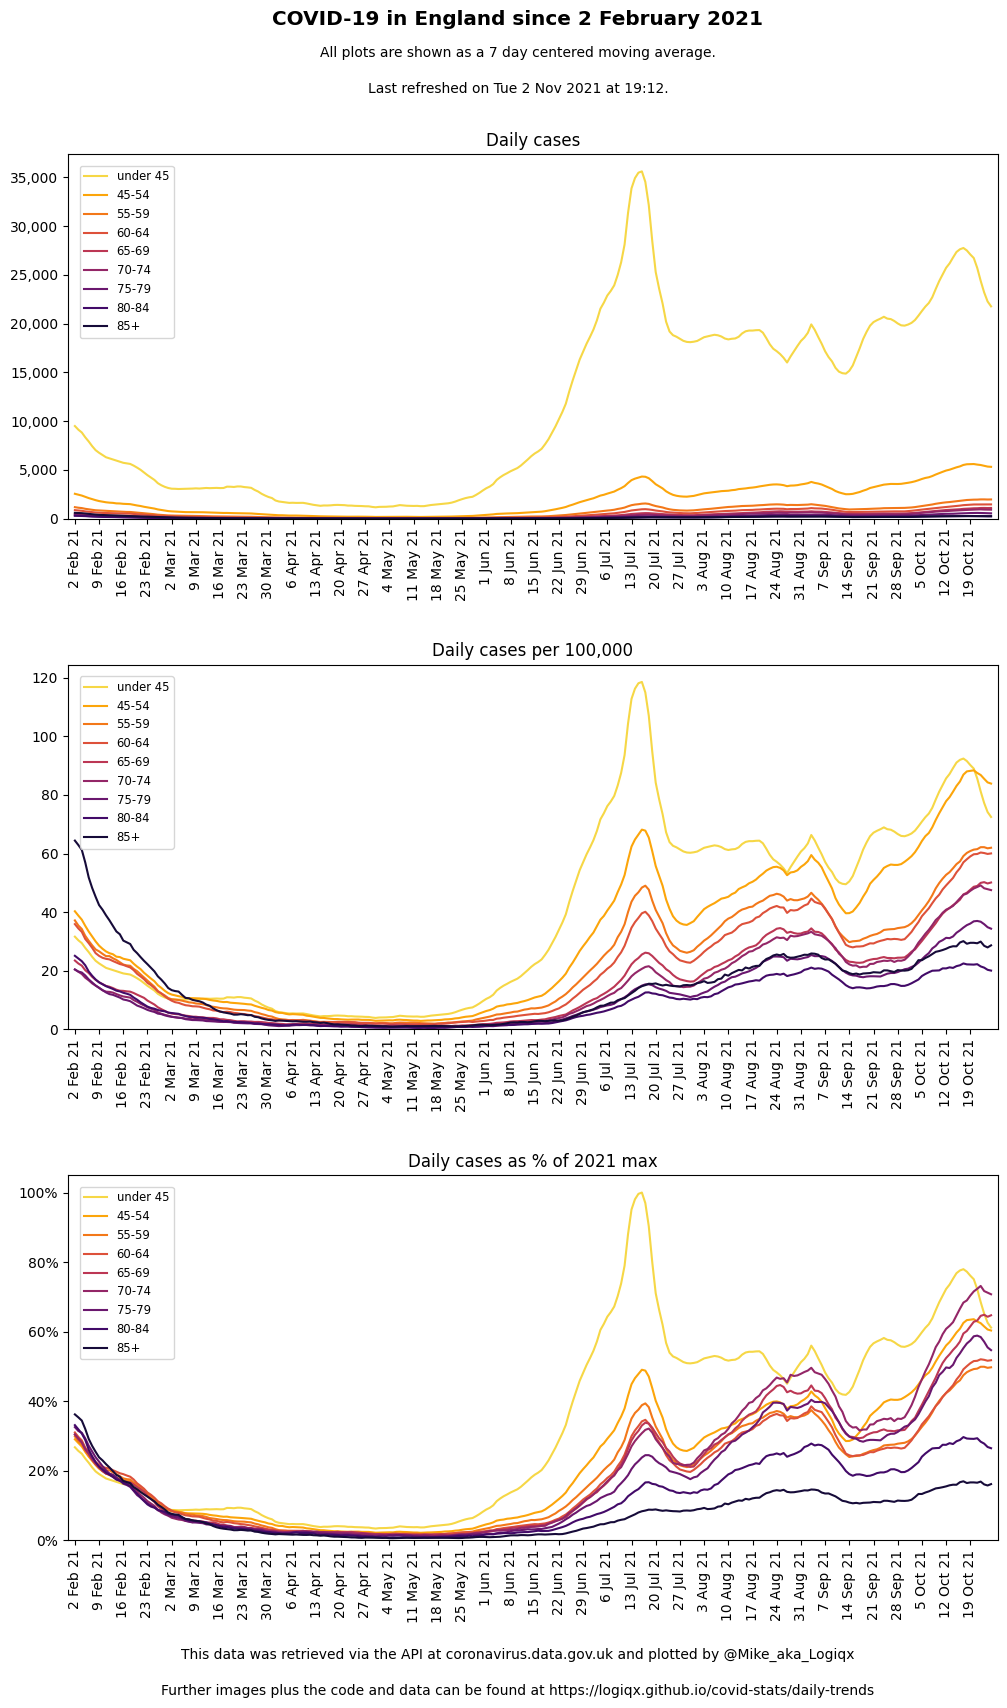 COVID-19 in England since 2 February 2021
All plots are shown as a 7 day centered moving average.
Last refreshed on Tue 2 Nov 2021 at 19:12.
Daily cases
35,000
30,000
25,000
20,000
15,000
10,000
5,000
0
under 45
45-54
55-59
60-64
65-69
70-74
75-79
80-84
85+
2 Feb 21
9 Feb 21
16 Feb 21
23 Feb 21
2 Mar 21
9 Mar 21
16 Mar 21
23 Mar 21
30 Mar 21
6 Apr 21
13 Apr 21
20 Apr 21
27 Apr 21
4 May 21
11 May 21
18 May 21
25 May 21
1 Jun 21
8 Jun 21
15 Jun 21
22 Jun 21
29 Jun 21
6 Jul 21
13 Jul 21
20 Jul 21
27 Jul 21
3 Aug 21
10 Aug 21
17 Aug 21
24 Aug 21
31 Aug 21
7 Sep 21
14 Sep 21
21 Sep 21
28 Sep 21
5 Oct 21
12 Oct 21
19 Oct 21
Daily cases per 100,000
120
100
80
60
40
20
0
under 45
45-54
55-59
60-64
65-69
70-74
75-79
80-84
85+
2 Feb 21
9 Feb 21
16 Feb 21
23 Feb 21
2 Mar 21
9 Mar 21
16 Mar 21
23 Mar 21
30 Mar 21
6 Apr 21
13 Apr 21
20 Apr 21
27 Apr 21
4 May 21
11 May 21
18 May 21
25 May 21
1 Jun 21
8 Jun 21
15 Jun 21
22 Jun 21
29 Jun 21
6 Jul 21
13 Jul 21
20 Jul 21
27 Jul 21
3 Aug 21
10 Aug 21
17 Aug 21
24 Aug 21
31 Aug 21
7 Sep 21
14 Sep 21
21 Sep 21
28 Sep 21
5 Oct 21
12 Oct 21
19 Oct 21
Daily cases as % of 2021 max
100%
80%
60%
40%
20%
0%
under 45
45-54
55-59
60-64
65-69
70-74
75-79
80-84
85+
2 Feb 21
9 Feb 21
16 Feb 21
23 Feb 21
2 Mar 21
9 Mar 21
16 Mar 21
23 Mar 21
30 Mar 21
6 Apr 21
13 Apr 21
20 Apr 21
27 Apr 21
4 May 21
11 May 21
18 May 21
25 May 21
1 Jun 21
8 Jun 21
15 Jun 21
22 Jun 21
29 Jun 21
6 Jul 21
13 Jul 21
20 Jul 21
27 Jul 21
3 Aug 21
10 Aug 21
17 Aug 21
24 Aug 21
31 Aug 21
7 Sep 21
14 Sep 21
21 Sep 21
28 Sep 21
5 Oct 21
12 Oct 21
19 Oct 21
This data was retrieved via the API at coronavirus.data.gov.uk and plotted by @Mike_aka_Logiqx
Further images plus the code and data can be found at https://logiqx.github.io/covid-stats/daily-trends